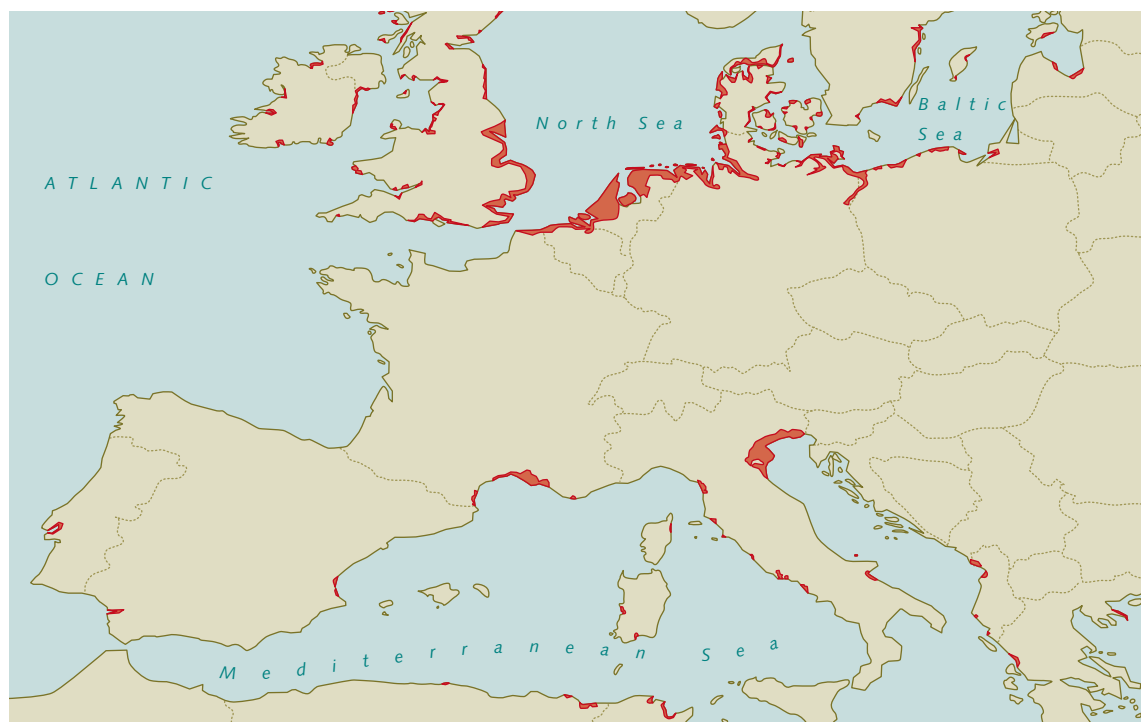 North Sea
Baltic
Sea
ATLANTIC
OCEAN
Mediterranean Sea